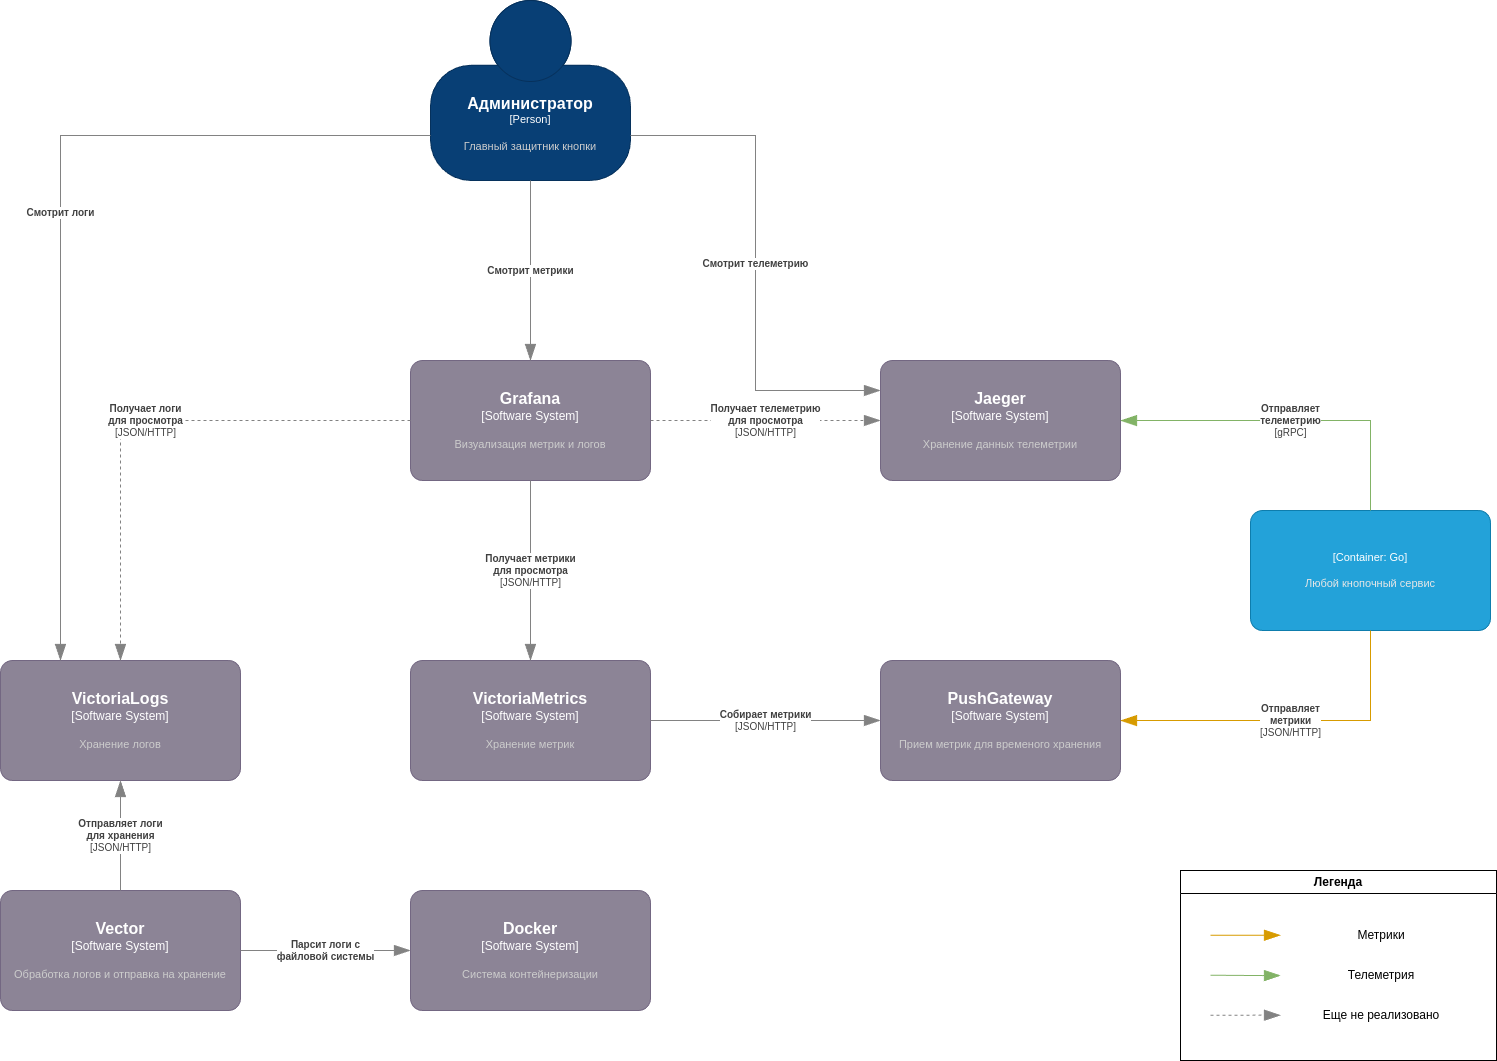 Администратор
[Person]
Главный защитник кнопки
Смотрит логи
Смотрит метрики
Смотрит телеметрию
Grafana
[Software System]
Визуализация метрик и логов
Jaeger
[Software System]
Хранение данных телеметрии
Получает логи
для просмотра
[JSON/HTTP]
Получает телеметрию
для просмотра
[JSON/HTTP]
Отправляет
телеметрию
[gRPC]
[Container: Go]
Любой кнопочный сервис
Получает метрики
для просмотра
[JSON/HTTP]
VictoriaLogs
[Software System]
Хранение логов
VictoriaMetrics
[Software System]
Хранение метрик
Собирает метрики
[JSON/HTTP]
PushGateway
[Software System]
Прием метрик для временого хранения
Отправляет
метрики
[JSON/HTTP]
Отправляет логи
для хранения
[JSON/HTTP]
Vector
[Software System]
Обработка логов и отправка на хранение
Парсит логи с
файловой системы
Docker
[Software System]
Система контейнеризации
Легенда
Метрики
Телеметрия
Еще не реализовано